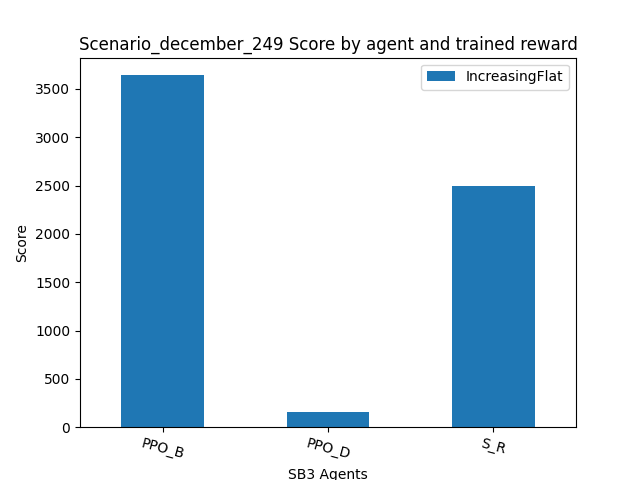 Scenario_december_249 Score by agent and trained reward
IncreasingFlat
3500
3000
2500
2000
1500
1000
500
0
Score
PPO_B
PPO_D
S_R
SB3 Agents